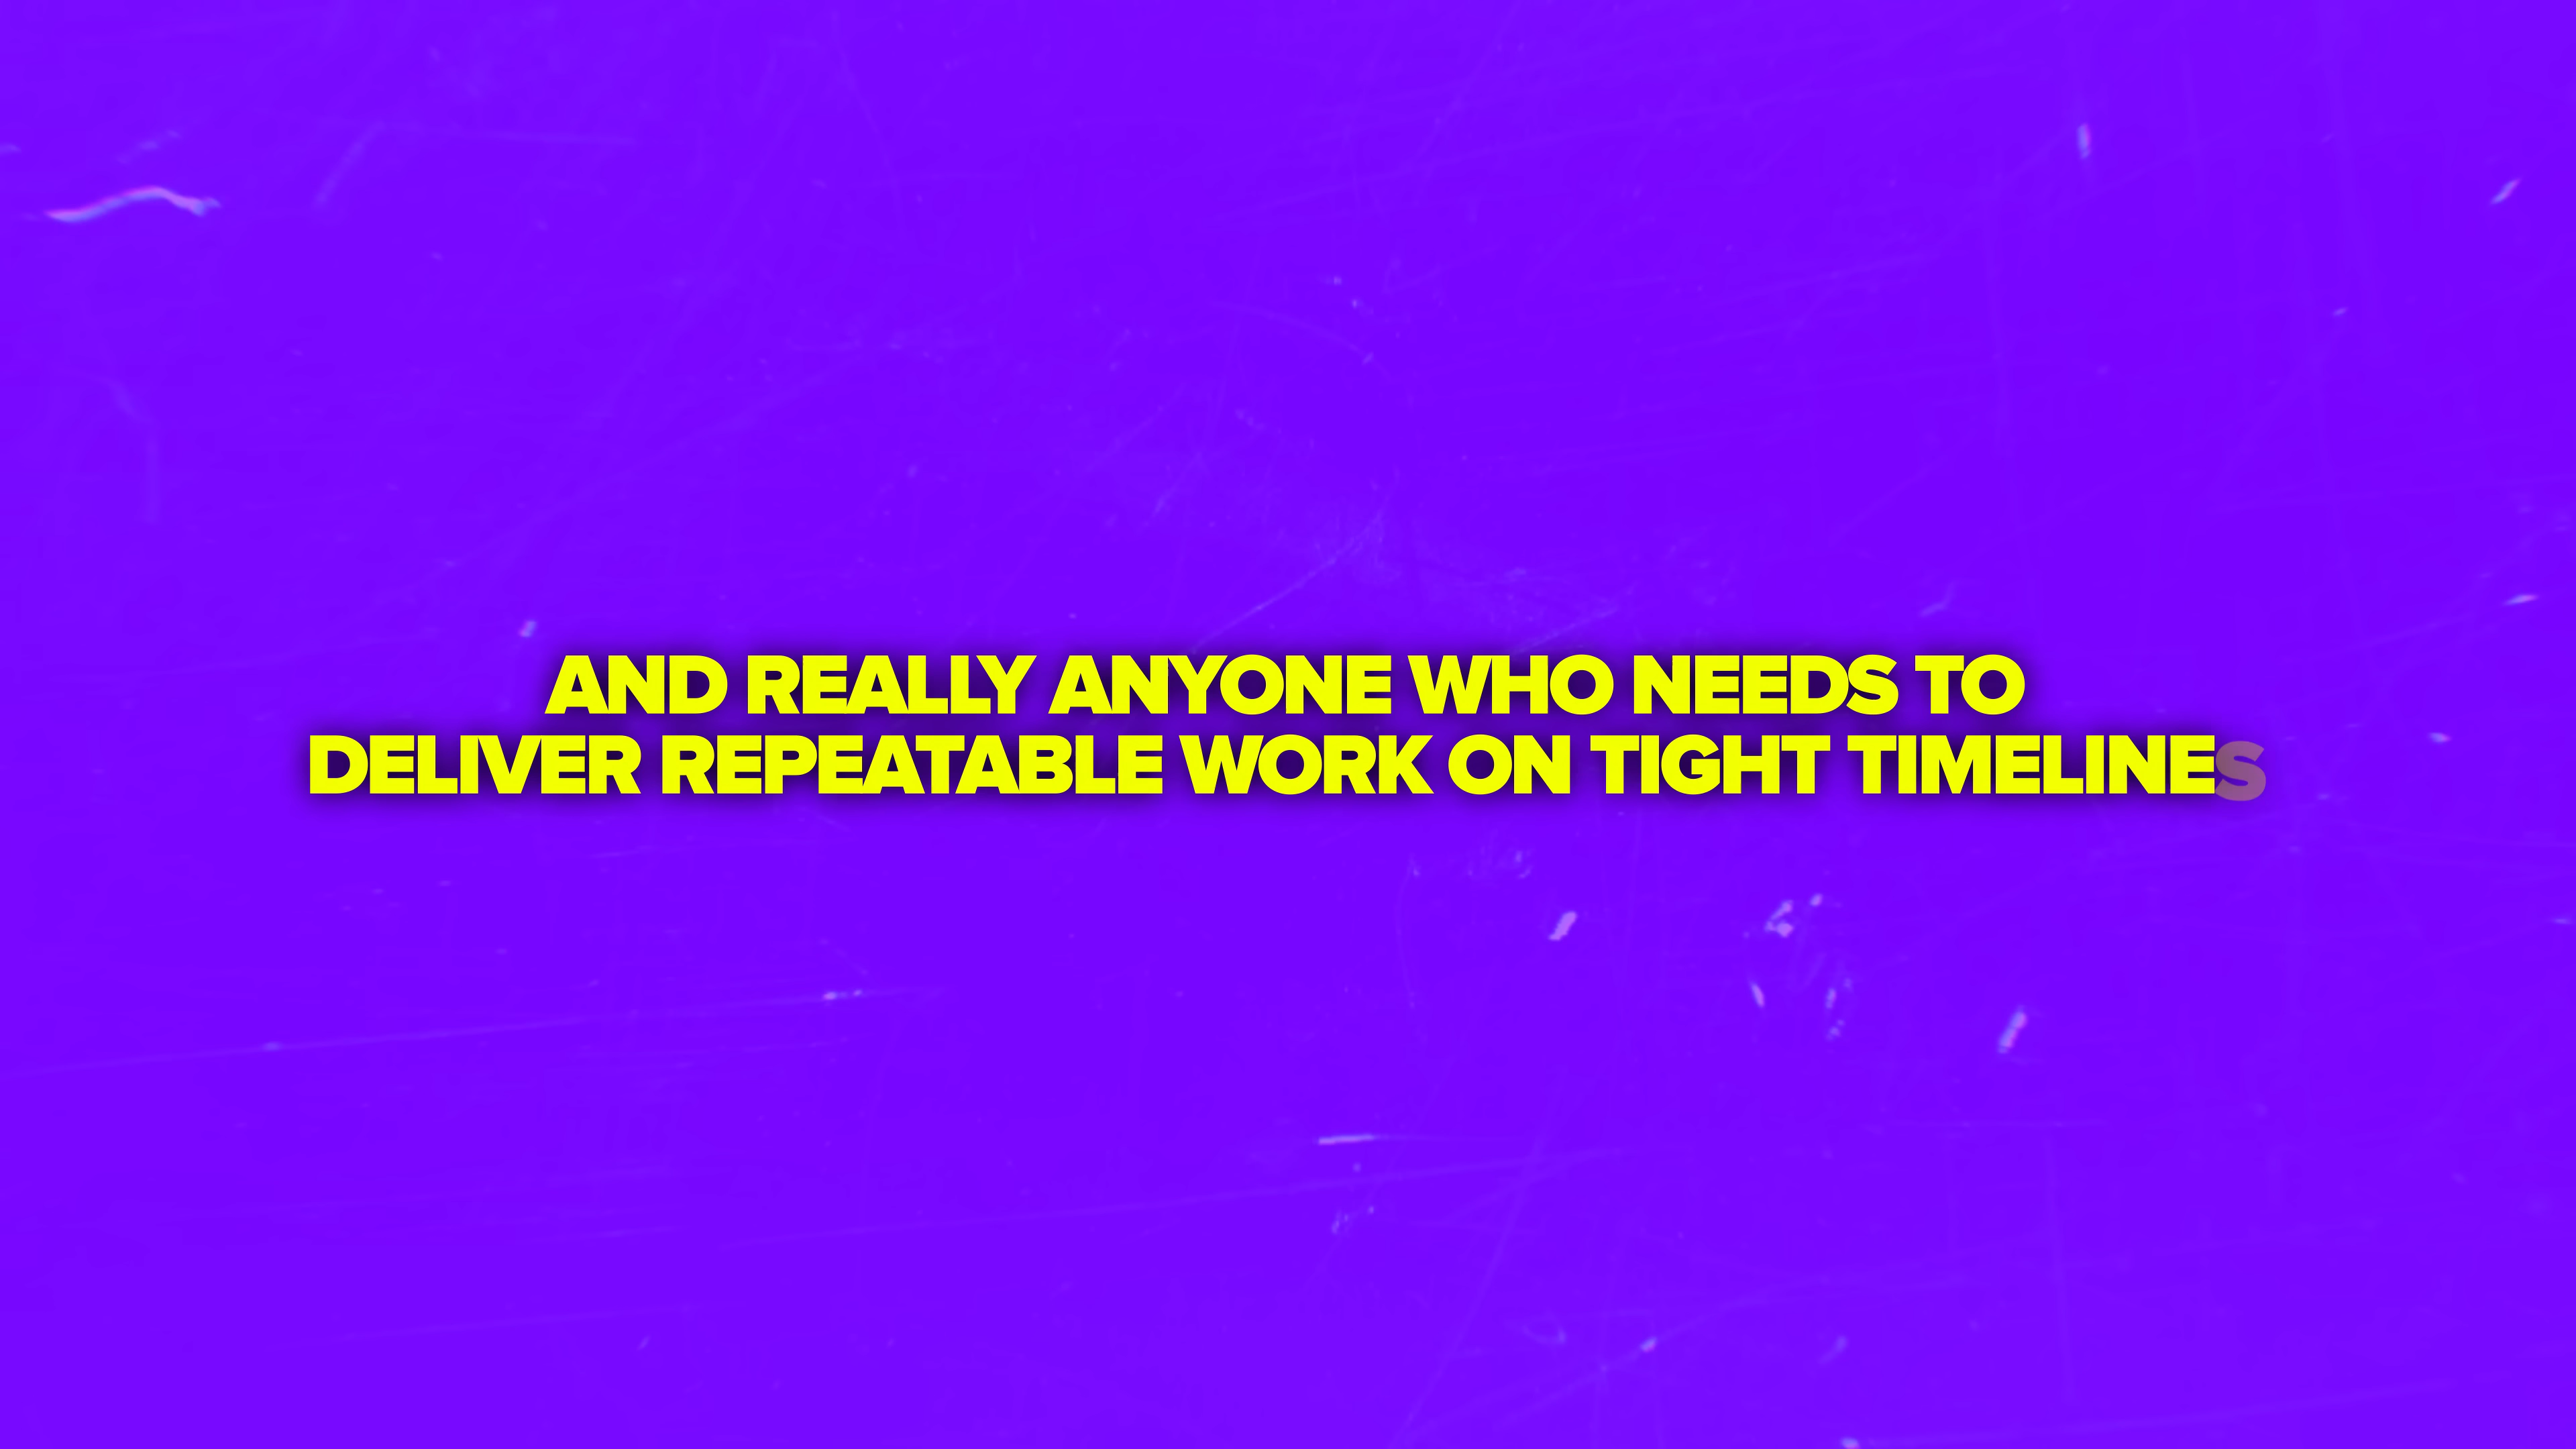 AND REALLY ANYONE WHO NEEDS TO
DELIVER REPEATABLE WORK ON TIGHT TIMELINES